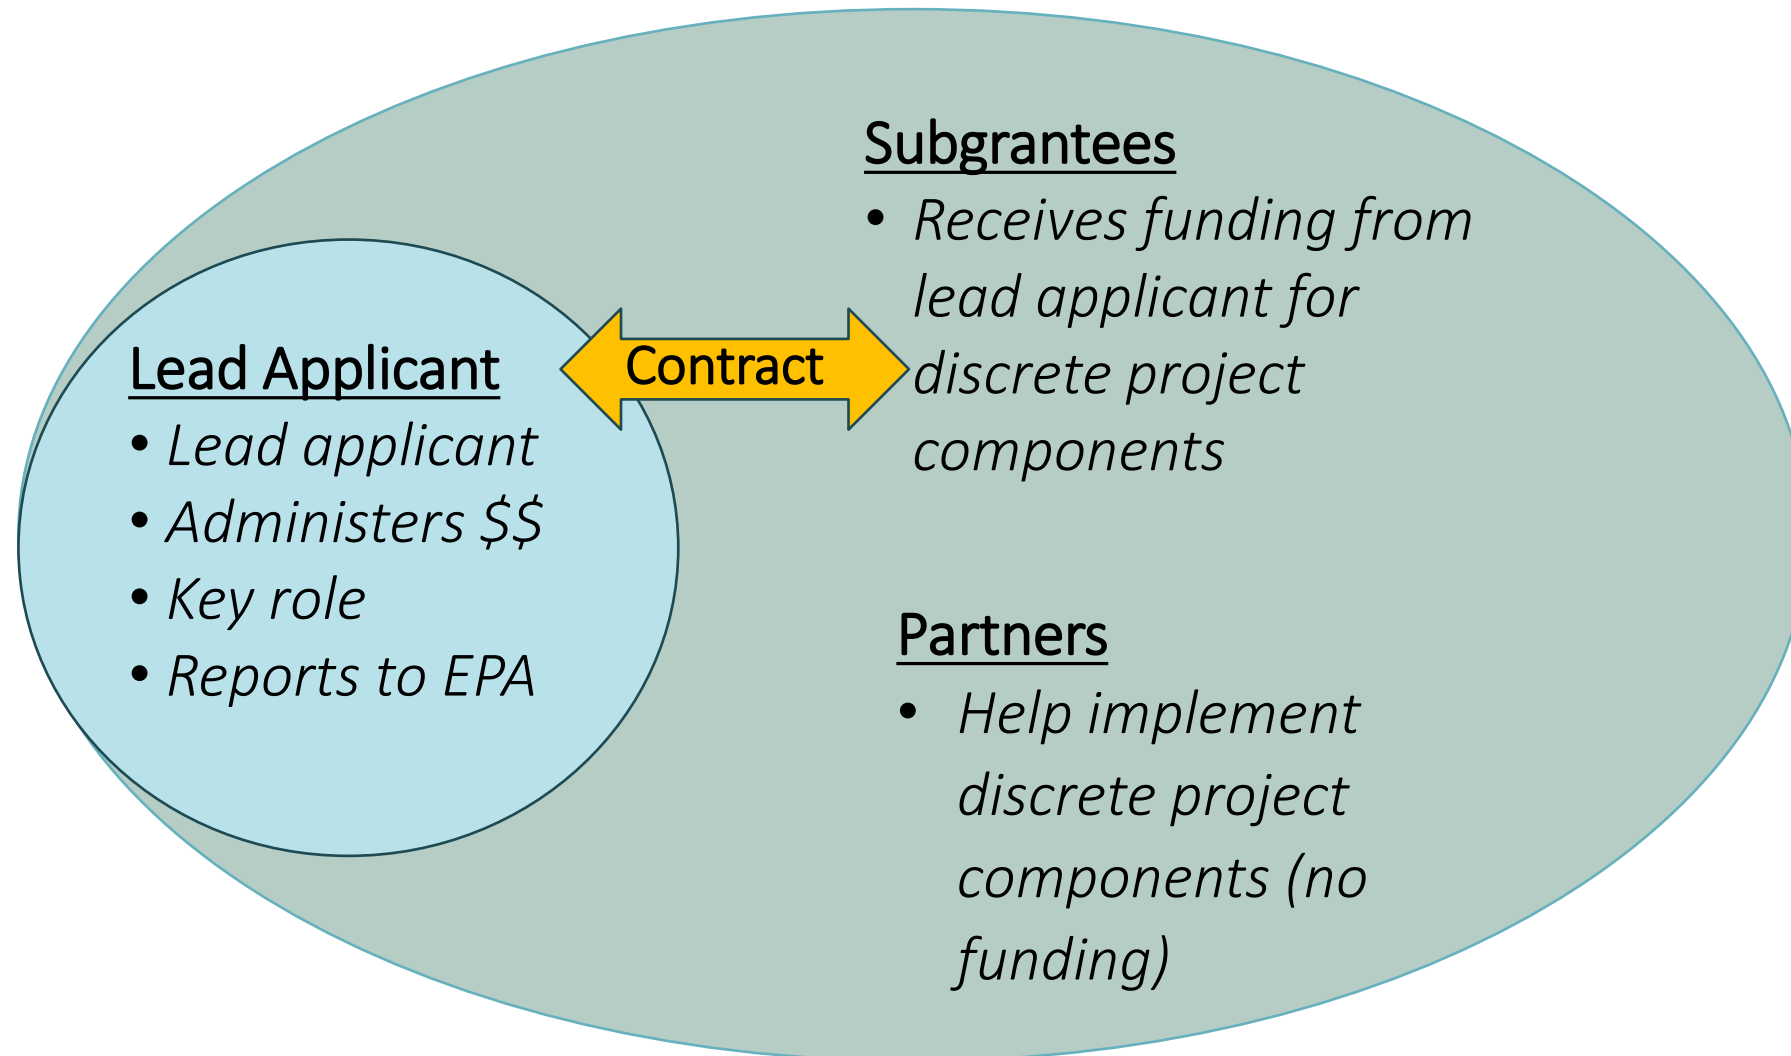 Lead Applicant
• Lead applicant
• Administers $$
• Key role
• Reports to EPA
Contract
Subgrantees
• Receives funding from
lead applicant for
discrete project
components
Partners
• Help implement
discrete project
components (no
funding)